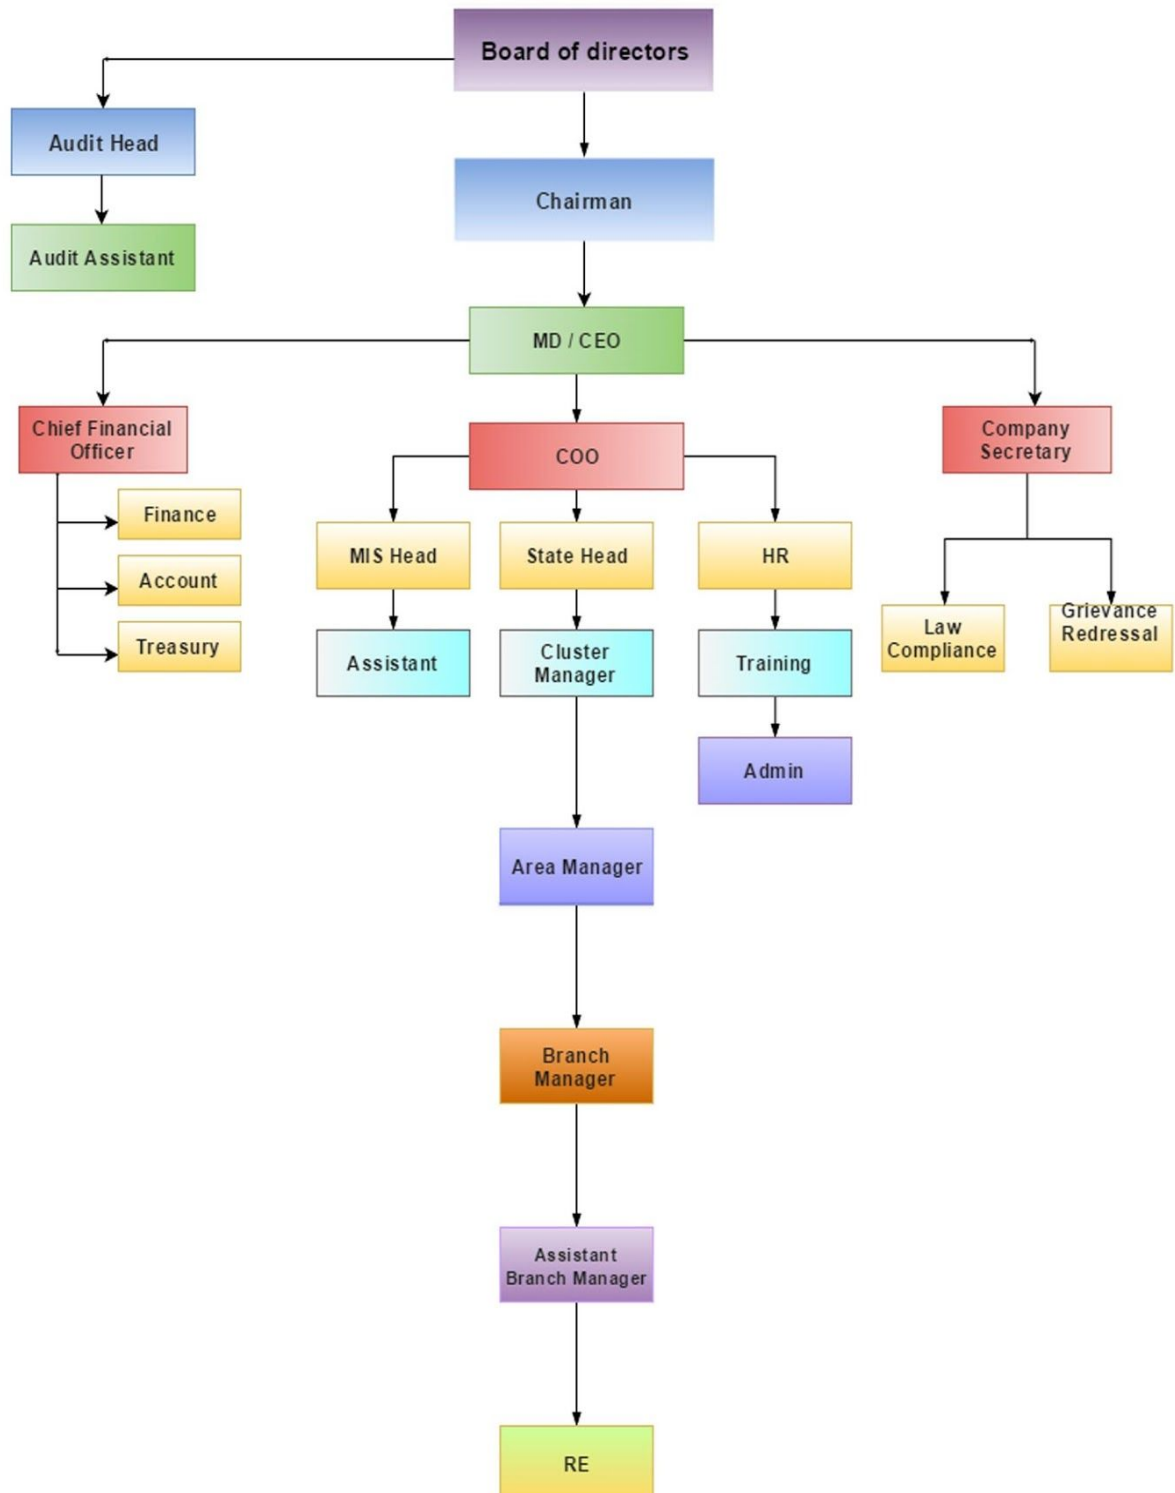 Board of directors
Audit Head
Chairman
Audit Assistant
MD / CEO
Chief Financial
Officer
COO
Company
Secretary
Finance
Account
Treasury
MIS Head
State Head
HR
Law
Compliance
Grievance
Redressal
Assistant
Cluster
Manager
Training
Admin
Area Manager
Branch
Manager
Assistant
Branch Manager
RE